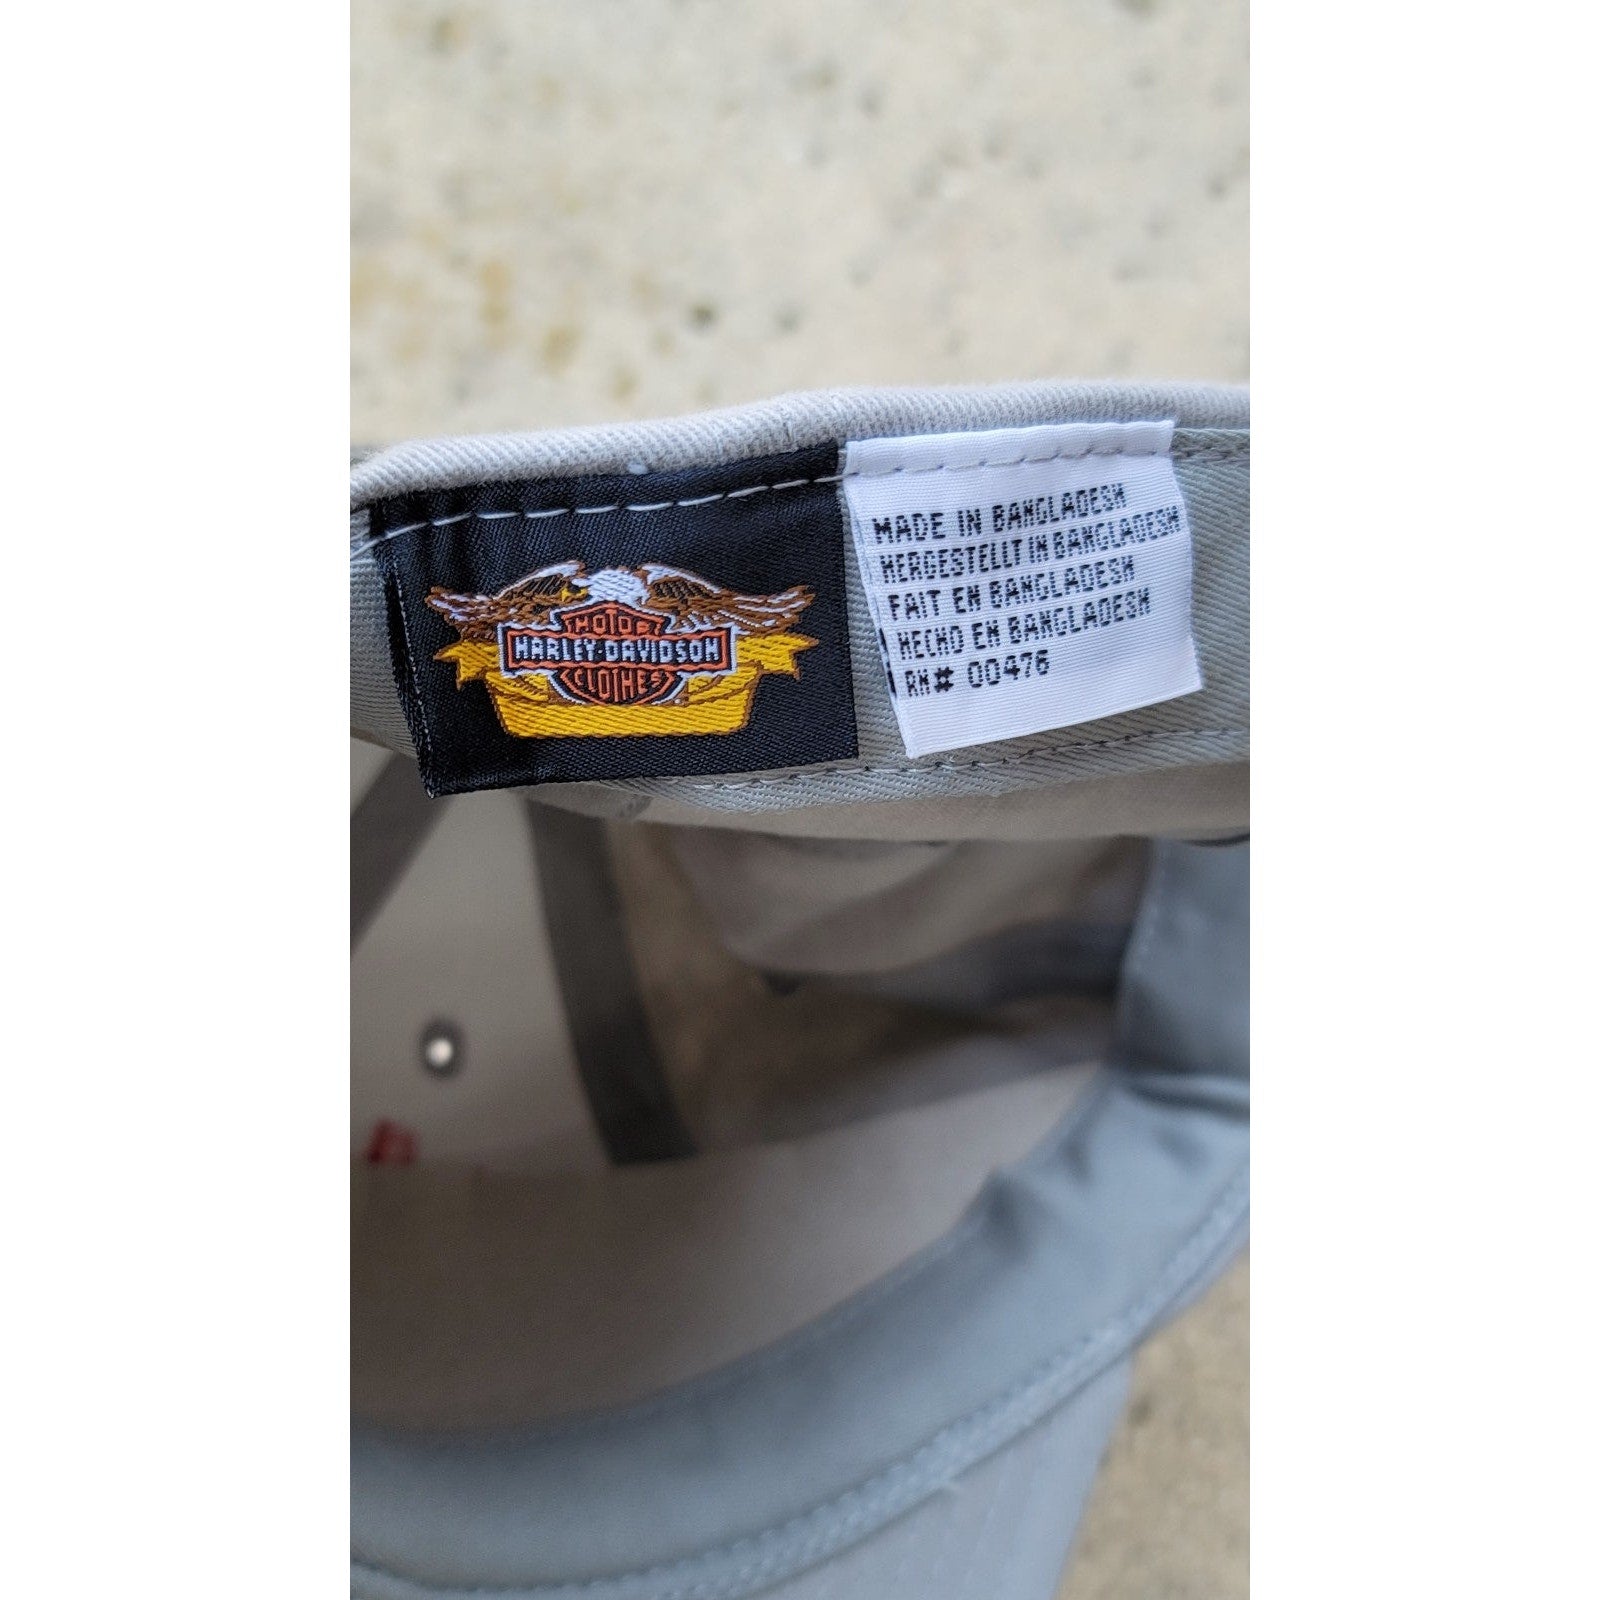 MOTOR
HARLEY-DAVIDSON
CLOTHES
MADE IN BANGLADESH
HERGESTELLT IN BANGLADESH
FAIT EN BANGLADESH
HECHO EN BANGLADESH
RN# 00476